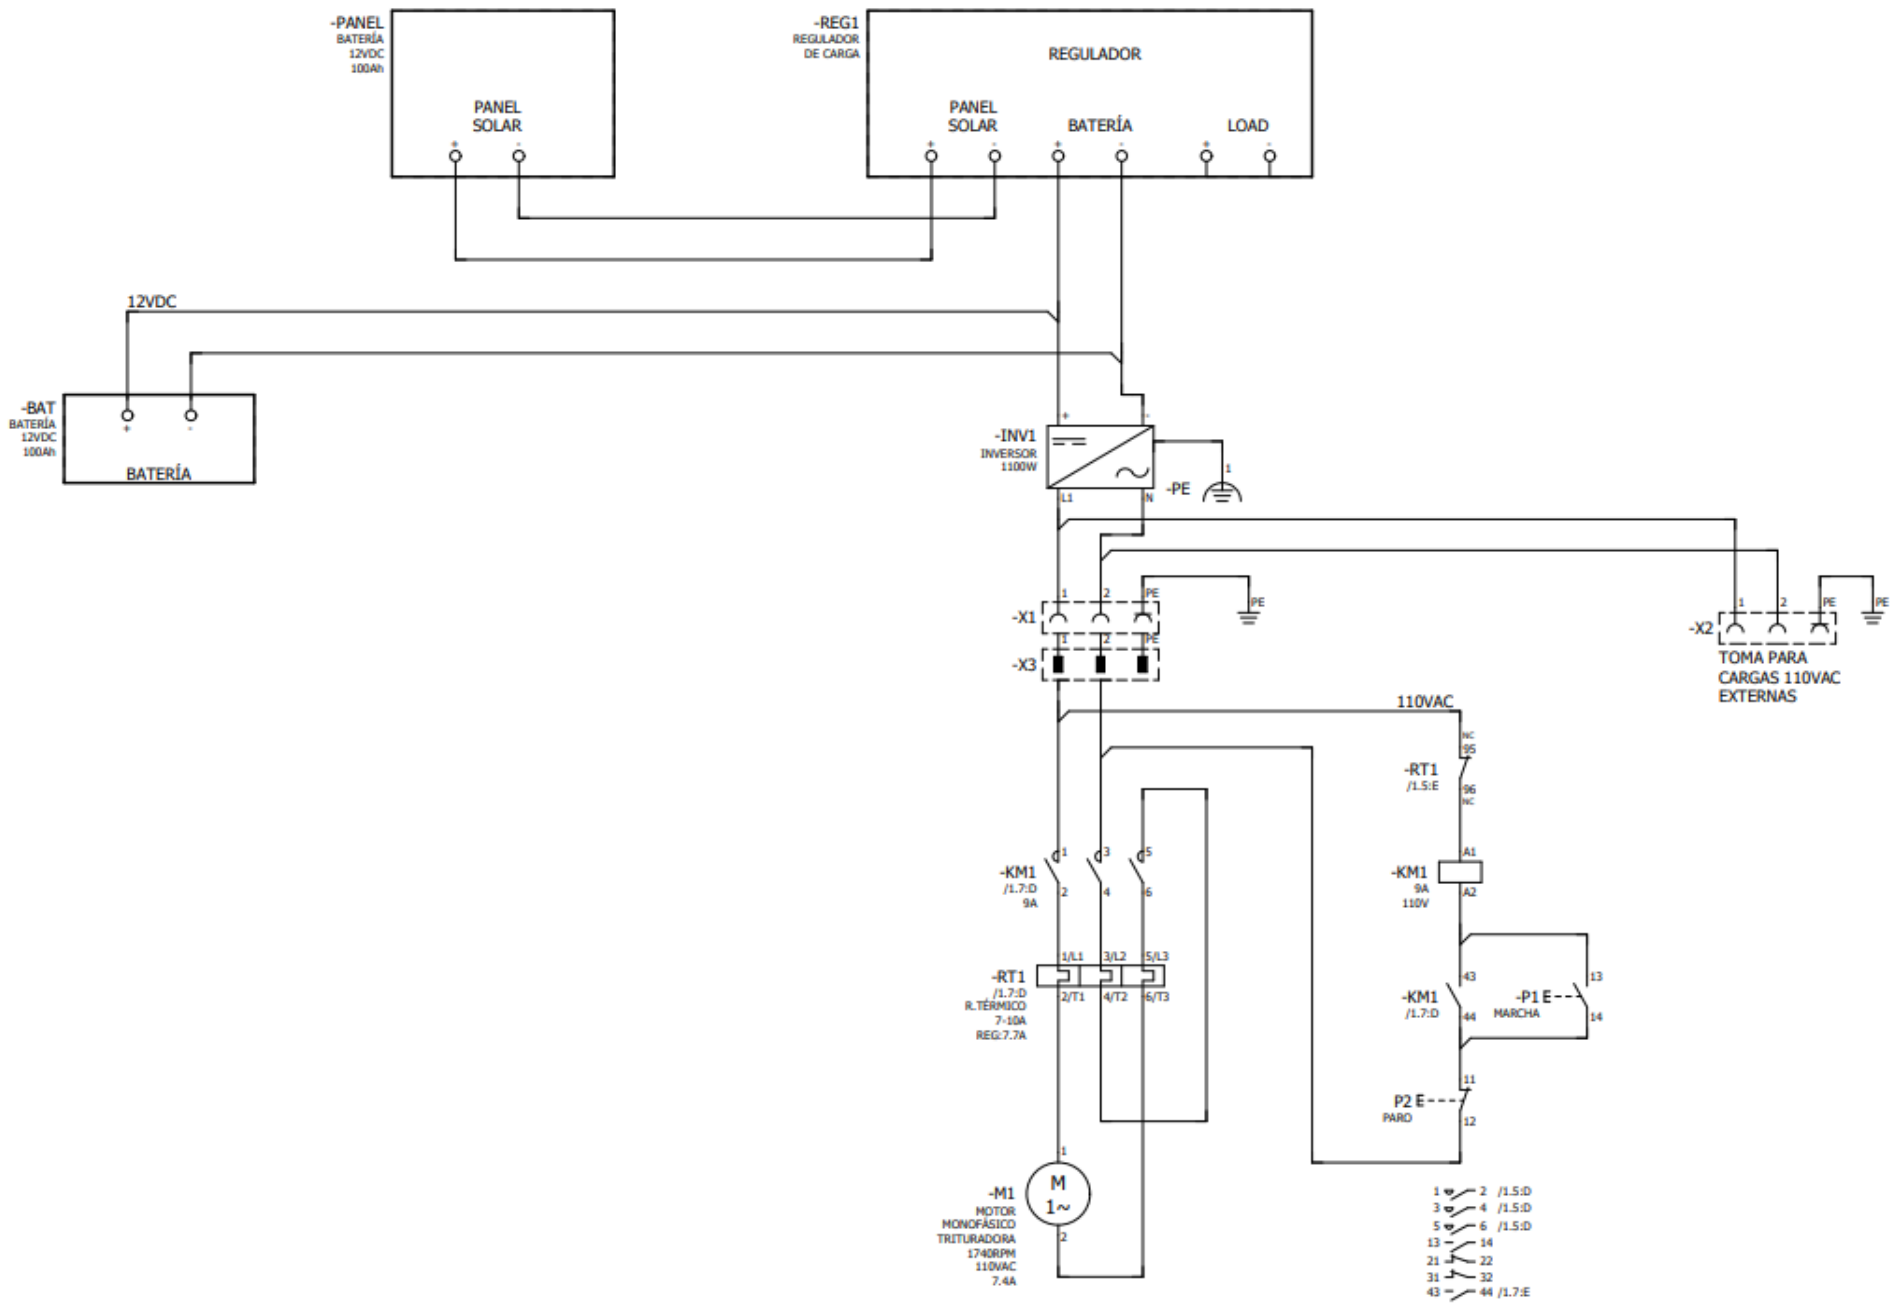 -PANEL
BATERÍA
12VDC
100Ah
PANEL
SOLAR
+ -
-REG1
REGULADOR
DE CARGA
REGULADOR
PANEL
SOLAR
BATERÍA
LOAD
+ - + - + -
12VDC
-BAT
BATERÍA
12VDC
100Ah
+ -
BATERÍA
+ -
-INV1
INVERSOR
1100W
L1 N
-PE
1
1 2 PE
-X1
PE
1 2 PE
-X3
1 2 PE
PE
-X2
TOMA PARA
CARGAS 110VAC
EXTERNAS
110VAC
NC
95
-RT1
/1.5:E
96
NC
A1
-KM1
9A
110V
A2
1 3 5
-KM1
/1.7:D
9A
2 4 6
43
-KM1
/1.7:D
44
13
-P1 E
MARCHA
14
1/L1 3/L2 5/L3
-RT1
/1.7:D
R.TÉRMICO
7-10A
REG:7.7A
2/T1 4/T2 6/T3
11
P2 E
PARO
12
1
-M1
MOTOR
MONOFÁSICO
TRITURADORA
1740RPM
110VAC
7.4A
M
1~
2
1 2 /1.5:D
3 4 /1.5:D
5 6 /1.5:D
13 14
21 22
31 32
43 44 /1.7:E